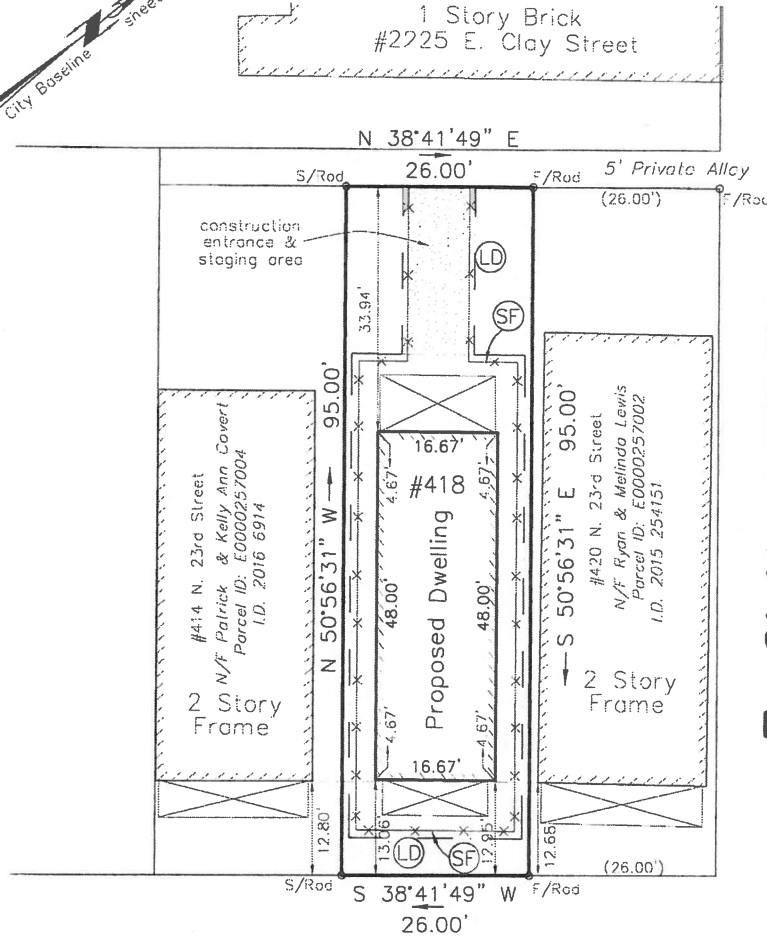 City Baseline
1 Story Brick
#2225 E. Clay Street
N 38°41'49" E
26.00'
5' Private Alley
S/Rod
F/Rod
(26.00')
F/Rod
construction
entrance &
staging area
LD
SF
33.94'
N 50°56'31" W
95.00'
S 50°56'31" E
95.00'
16.67'
4.67'
4.67'
#418
Proposed Dwelling
48.00'
48.00'
4.67'
4.67'
16.67'
#414 N. 23rd Street
N/F Patrick & Kelly Ann Covert
Parcel ID: E0000257004
I.D. 2016 6914
2 Story
Frame
#420 N. 23rd Street
N/F Ryan & Melinda Lewis
Parcel ID: E0000257002
I.D. 2015 254151
2 Story
Frame
12.80'
13.06'
12.95'
12.68'
LD
SF
(26.00')
S/Rod
F/Rod
S 38°41'49" W
26.00'